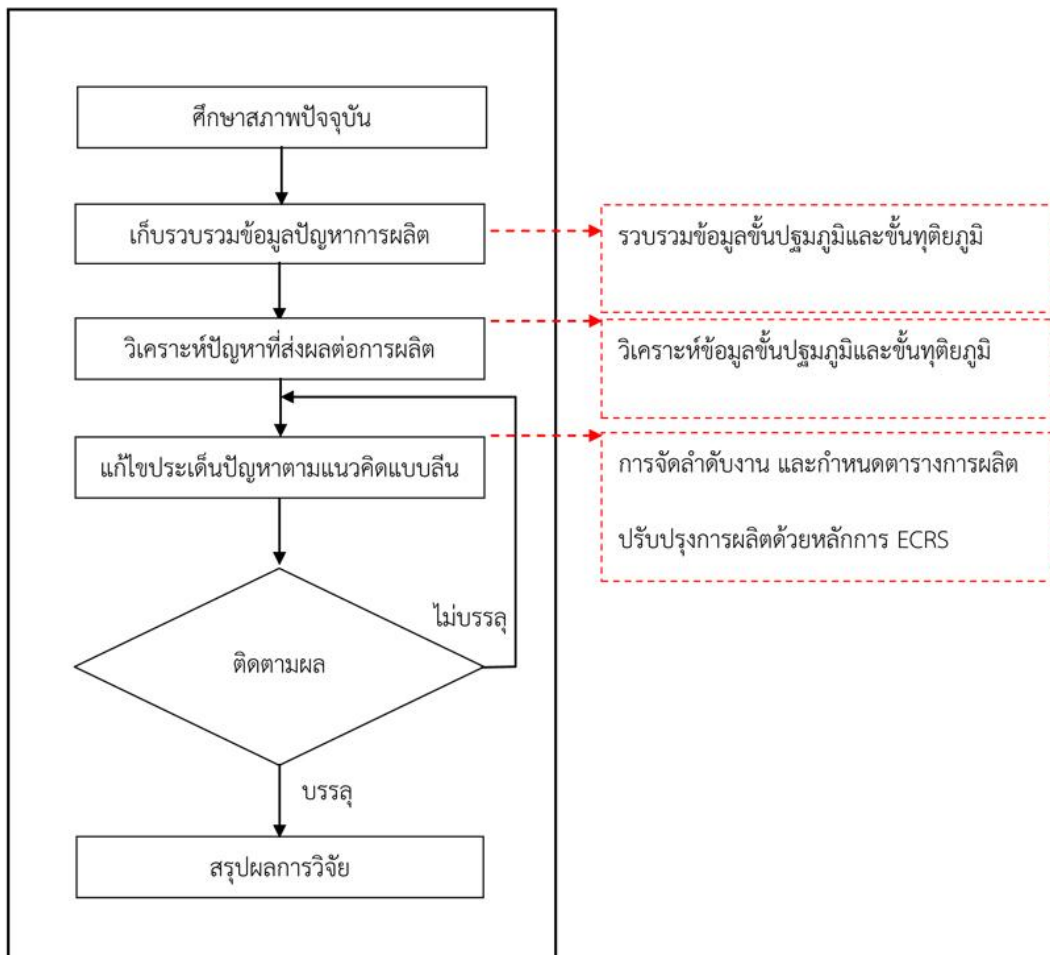 ศึกษาสภาพปัจจุบัน
เก็บรวบรวมข้อมูลปัญหาการผลิต
รวบรวมข้อมูลขั้นปฐมภูมิและขั้นทุติยภูมิ
วิเคราะห์ปัญหาที่ส่งผลต่อการผลิต
วิเคราะห์ข้อมูลขั้นปฐมภูมิและขั้นทุติยภูมิ
แก้ไขประเด็นปัญหาตามแนวคิดแบบลีน
การจัดลำดับงาน และกำหนดตารางการผลิต
ปรับปรุงการผลิตด้วยหลักการ ECRS
ไม่บรรลุ
ติดตามผล
บรรลุ
สรุปผลการวิจัย